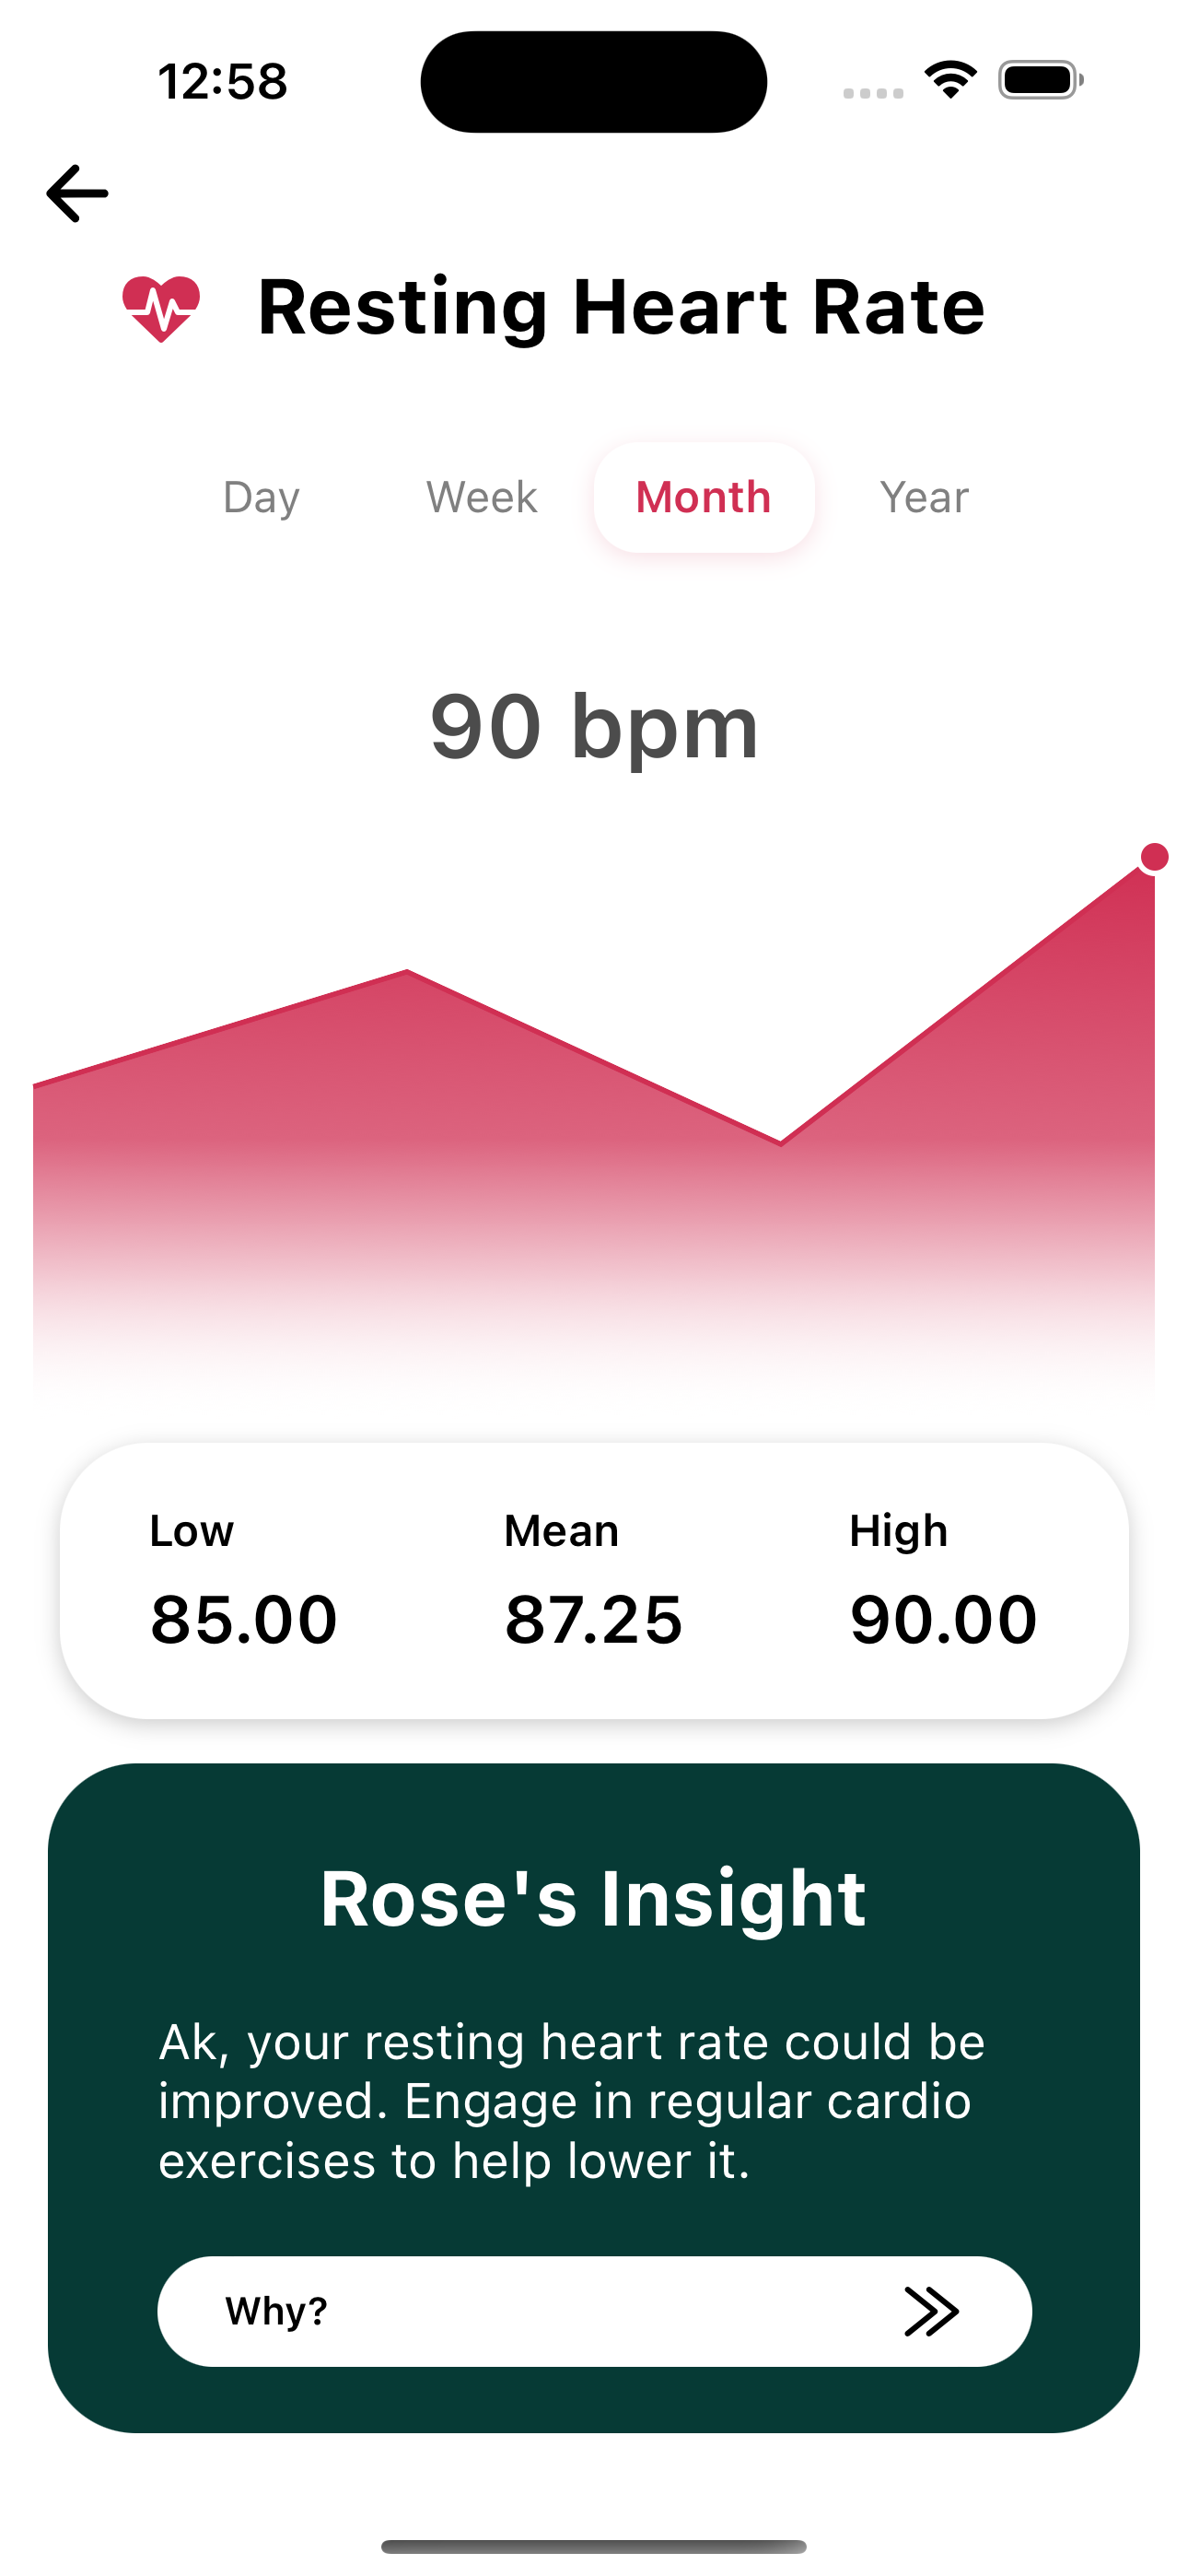 12:58
Resting Heart Rate
Day Week Month Year
90 bpm
Low Mean High
85.00 87.25 90.00
Rose's Insight
Ak, your resting heart rate could be
improved. Engage in regular cardio
exercises to help lower it.
Why?